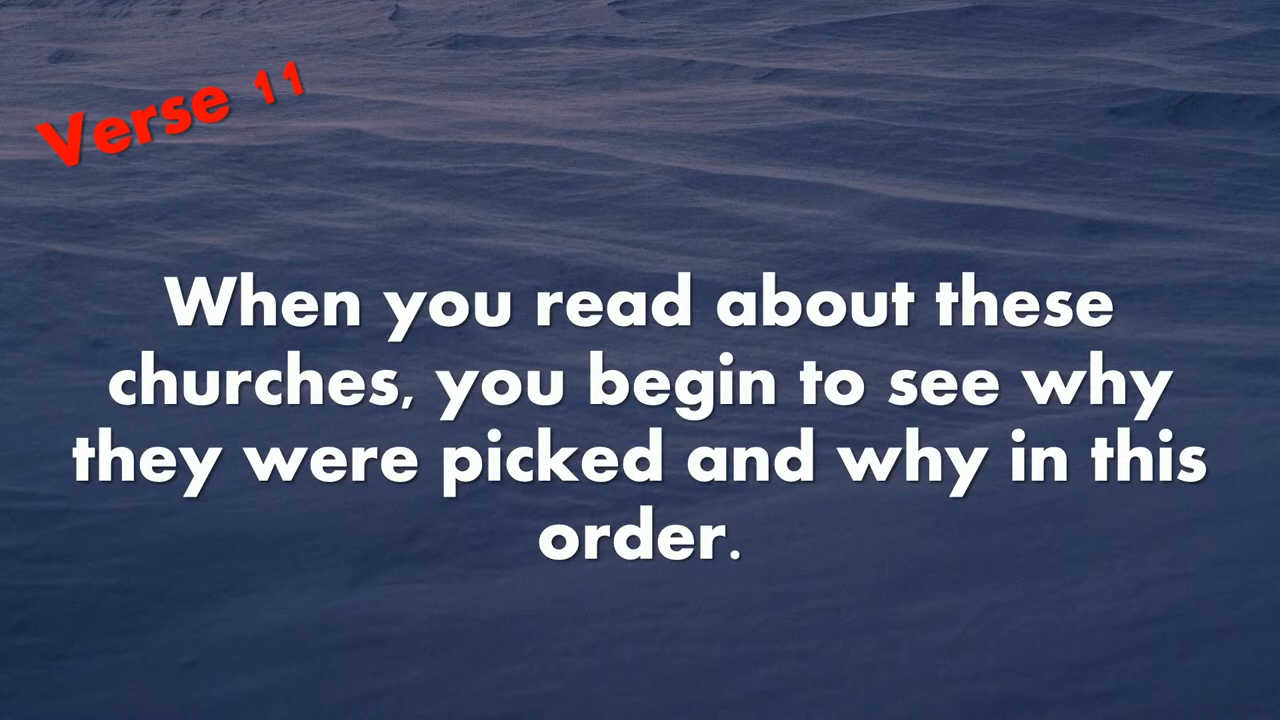 Verse 11
When you read about these
churches, you begin to see why
they were picked and why in this
order.